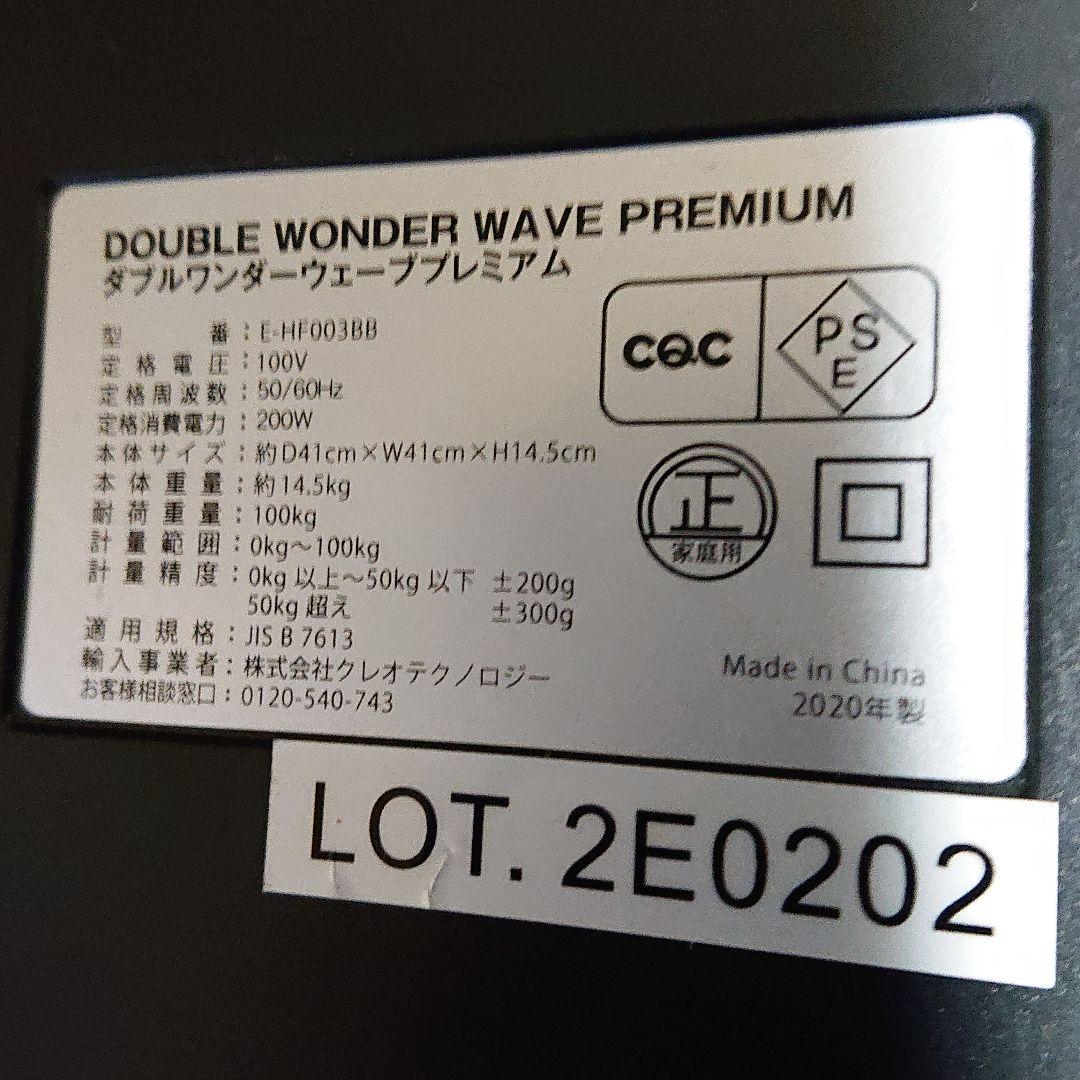 DOUBLE WONDER WAVE PREMIUM
ダブルワンダーウェーブプレミアム
型番：E-HF003BB
定格電圧：100V
定格周波数：50/60Hz
定格消費電力：200W
本体サイズ：約D41cm×W41cm×H14.5cm
本体重量：約14.5kg
耐荷重量：100kg
計量範囲：0kg～100kg
計量精度：0kg 以上～50kg 以下 ±200g
50kg 超え ±300g
適用規格：JIS B 7613
輸入事業者：株式会社クレオテクノロジー
お客様相談窓口：0120-540-743
CQC
PS
E
正
家庭用
Made in China
2020年製
LOT. 2E0202